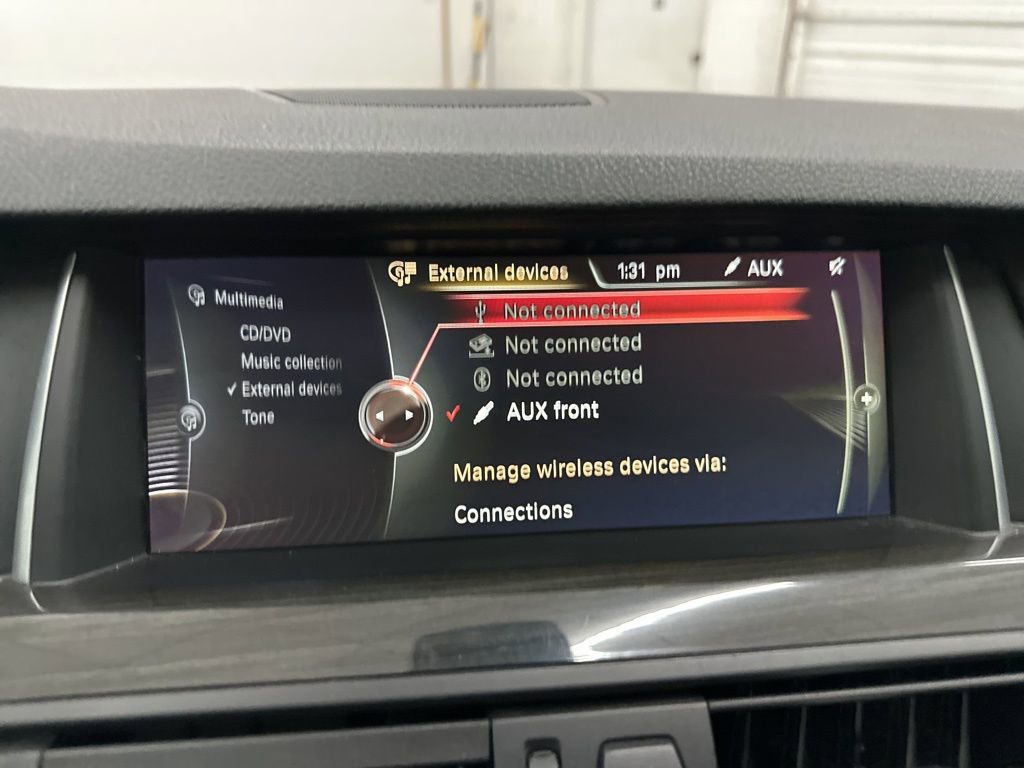 External devices
1:31 pm
AUX
Multimedia
CD/DVD
Music collection
External devices
Tone
Not connected
Not connected
Not connected
AUX front
Manage wireless devices via:
Connections